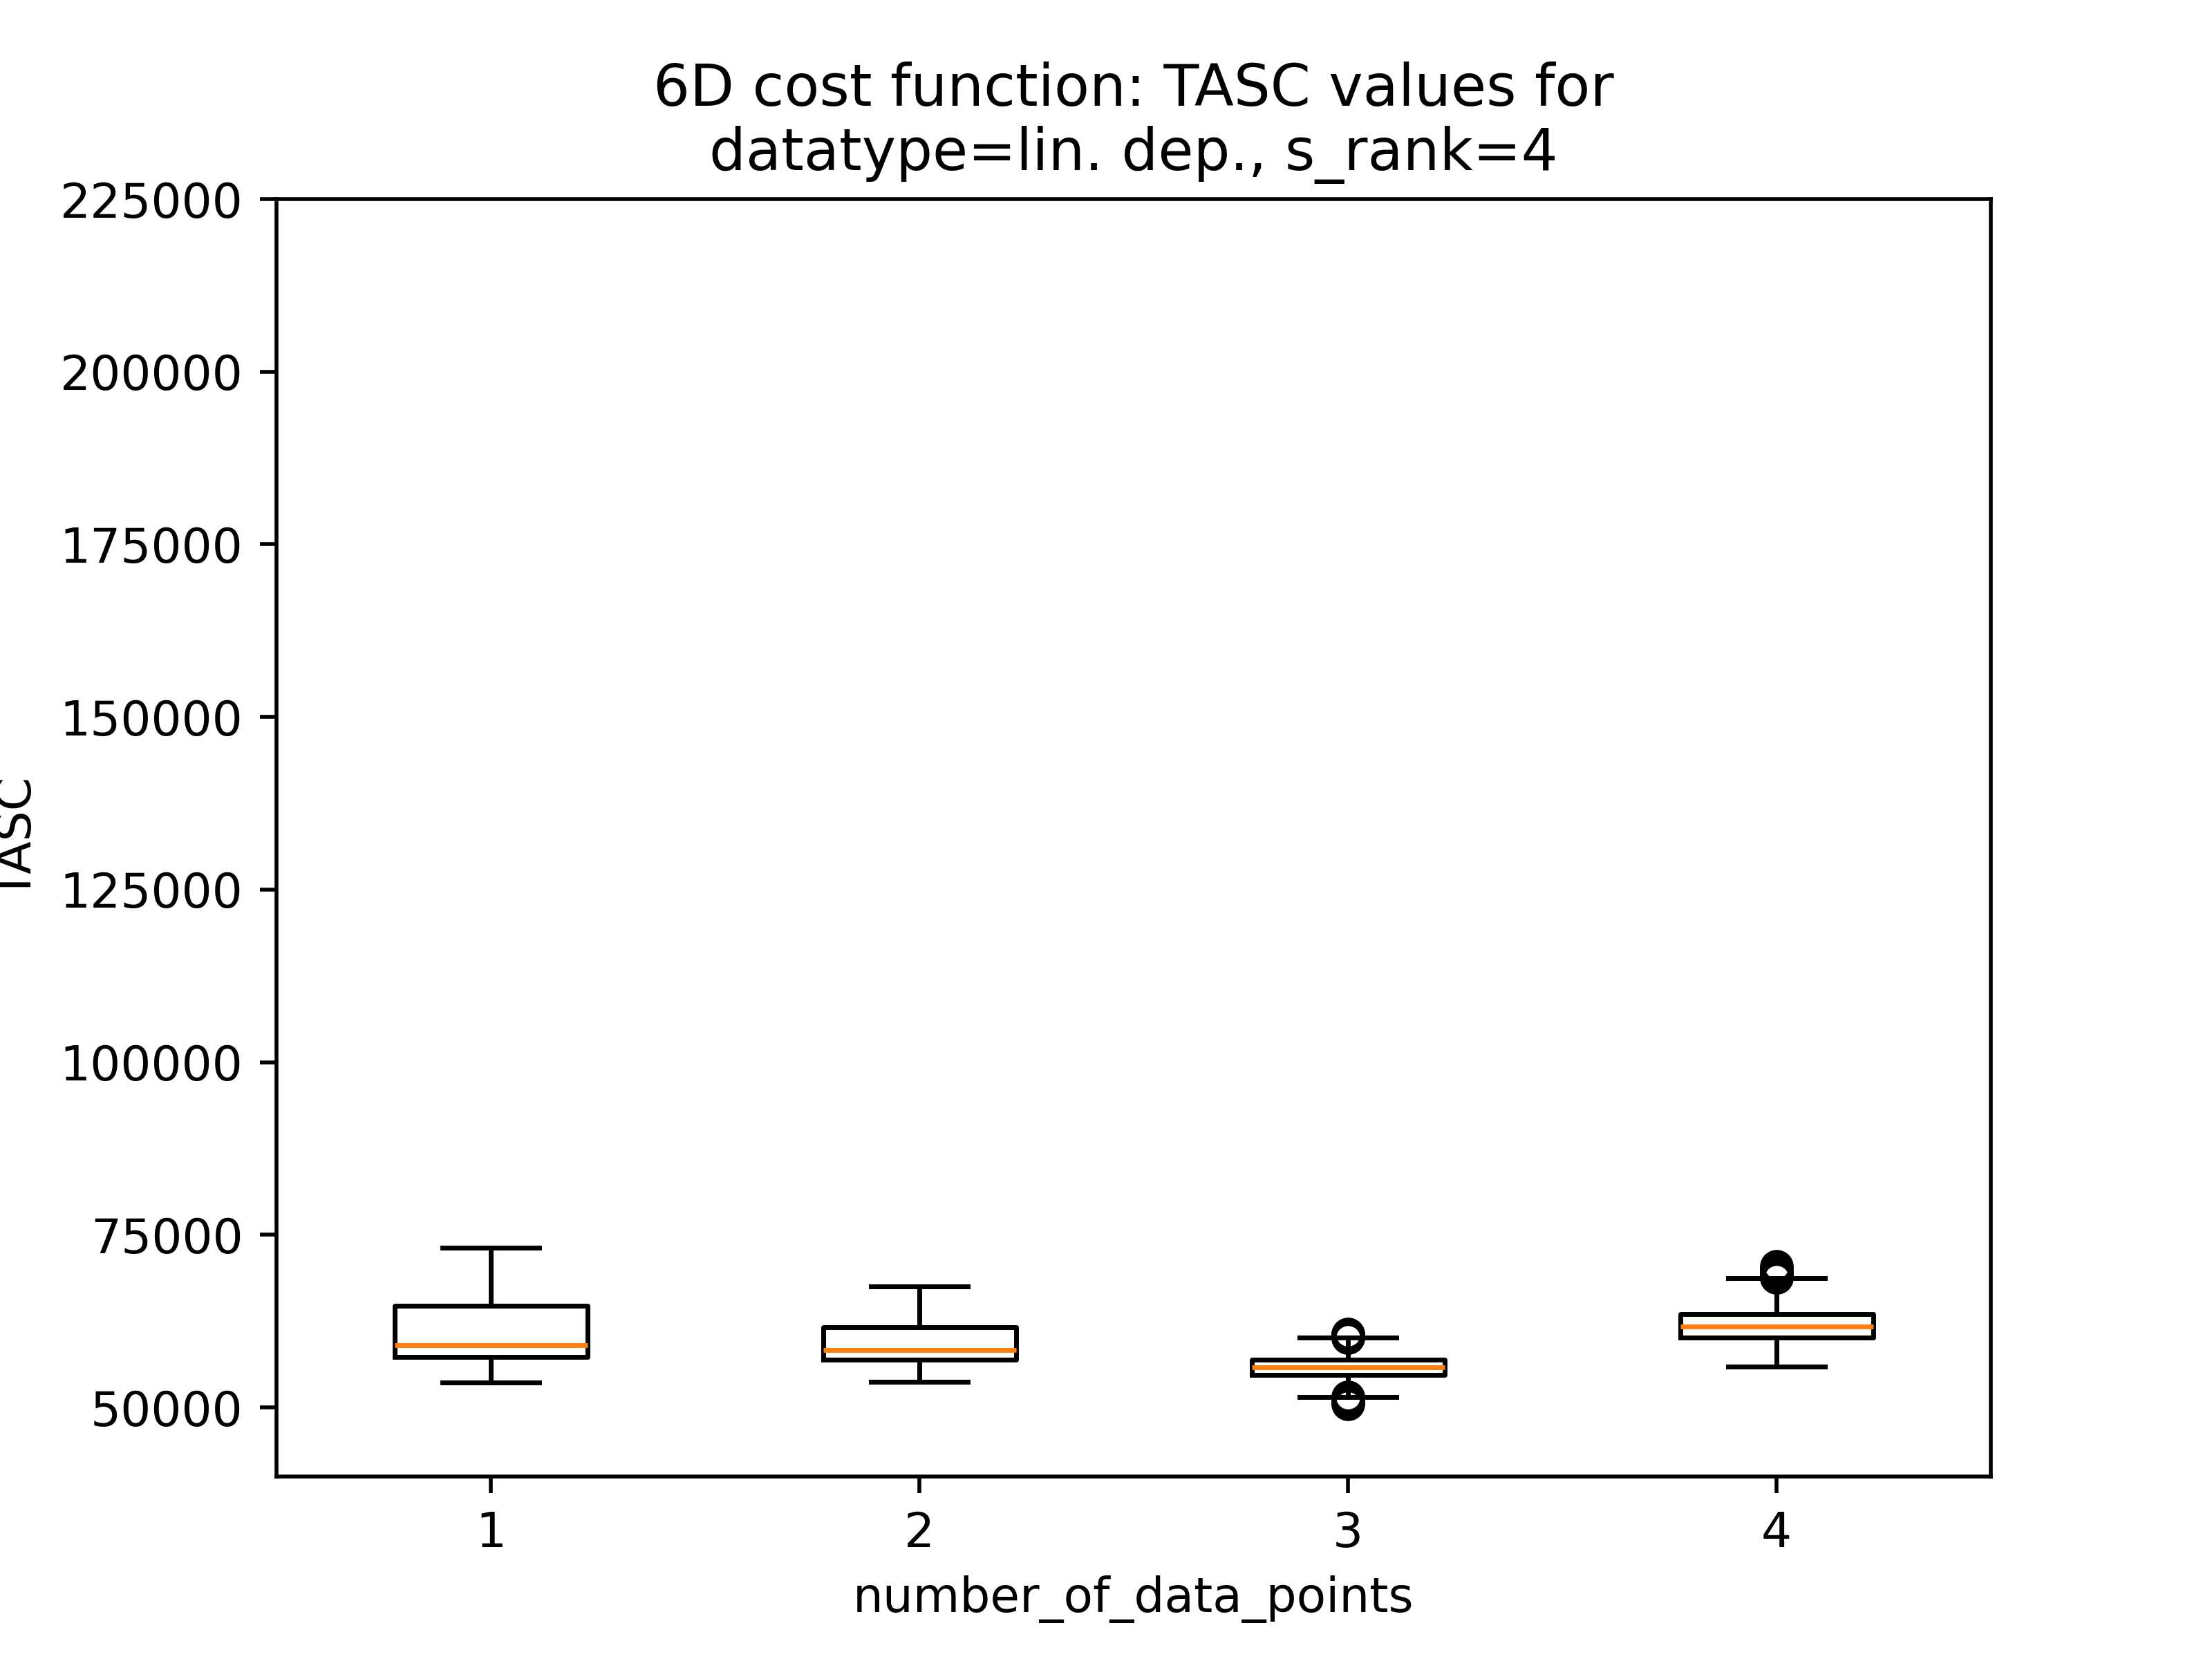 6D cost function: TASC values for
datatype=lin. dep., s_rank=4
225000
200000
175000
150000
TASC
125000
100000
75000
50000
1 2 3 4
number_of_data_points